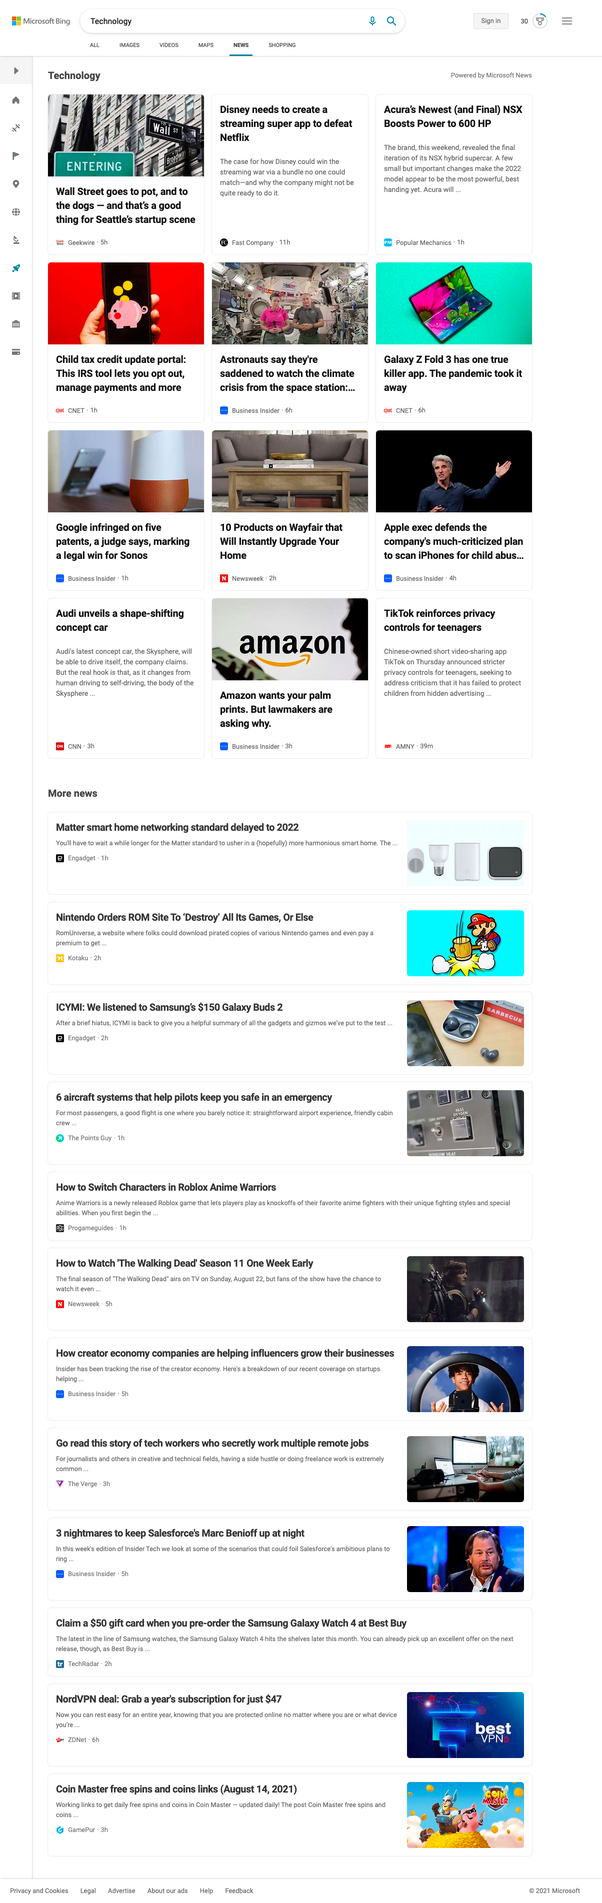 Microsoft Bing
Technology
Sign in
30
ALL
IMAGES
VIDEOS
MAPS
NEWS
SHOPPING
Technology
Powered by Microsoft News
Wall ST
ENTERING
Wall Street goes to pot, and to
the dogs — and that's a good
thing for Seattle's startup scene
Geekwire · 5h
Disney needs to create a
streaming super app to defeat
Netflix
The case for how Disney could win the
streaming war via a bundle no one could
match—and why the company might not be
quite ready to do it.
Fast Company · 11h
Acura's Newest (and Final) NSX
Boosts Power to 600 HP
The brand, this weekend, revealed the final
iteration of its NSX hybrid supercar. A few
small but important changes make the 2022
model appear to be the most powerful, best
handing yet. Acura will ...
Popular Mechanics · 1h
Child tax credit update portal:
This IRS tool lets you opt out,
manage payments and more
CNET · 1h
Astronauts say they're
saddened to watch the climate
crisis from the space station:...
Business Insider · 6h
Galaxy Z Fold 3 has one true
killer app. The pandemic took it
away
CNET · 6h
Google infringed on five
patents, a judge says, marking
a legal win for Sonos
Business Insider · 1h
10 Products on Wayfair that
Will Instantly Upgrade Your
Home
Newsweek · 2h
Apple exec defends the
company's much-criticized plan
to scan iPhones for child abus...
Business Insider · 4h
Audi unveils a shape-shifting
concept car
Audi's latest concept car, the Skysphere, will
be able to drive itself, the company claims.
But the real hook is that, as it changes from
human driving to self-driving, the body of the
Skysphere ...
CNN · 3h
amazon
Amazon wants your palm
prints. But lawmakers are
asking why.
Business Insider · 3h
TikTok reinforces privacy
controls for teenagers
Chinese-owned short video-sharing app
TikTok on Thursday announced stricter
privacy controls for teenagers, seeking to
address criticism that it has failed to protect
children from hidden advertising ...
AMNY · 39m
More news
Matter smart home networking standard delayed to 2022
You'll have to wait a while longer for the Matter standard to usher in a (hopefully) more harmonious smart home. The ...
Engadget · 1h
Nintendo Orders ROM Site To 'Destroy' All Its Games, Or Else
RomUniverse, a website where folks could download pirated copies of various Nintendo games and even pay a
premium to get ...
Kotaku · 2h
ICYMI: We listened to Samsung's $150 Galaxy Buds 2
After a brief hiatus, ICYMI is back to give you a helpful summary of all the gadgets and gizmos we've put to the test ...
Engadget · 2h
BARBECUE
6 aircraft systems that help pilots keep you safe in an emergency
For most passengers, a good flight is one where you barely notice it: straightforward airport experience, friendly cabin
crew ...
The Points Guy · 1h
How to Switch Characters in Roblox Anime Warriors
Anime Warriors is a newly released Roblox game that lets players play as knockoffs of their favorite anime fighters with their unique fighting styles and special
abilities. When you first begin the ...
Progameguides · 1h
How to Watch 'The Walking Dead' Season 11 One Week Early
The final season of "The Walking Dead" airs on TV on Sunday, August 22, but fans of the show have the chance to
watch it even ...
Newsweek · 5h
How creator economy companies are helping influencers grow their businesses
Insider has been tracking the rise of the creator economy. Here's a breakdown of our recent coverage on startups
helping ...
Business Insider · 5h
Go read this story of tech workers who secretly work multiple remote jobs
For journalists and others in creative and technical fields, having a side hustle or doing freelance work is extremely
common ...
The Verge · 3h
3 nightmares to keep Salesforce's Marc Benioff up at night
In this week's edition of Insider Tech we look at some of the scenarios that could foil Salesforce's ambitious plans to
ring ...
Business Insider · 5h
Claim a $50 gift card when you pre-order the Samsung Galaxy Watch 4 at Best Buy
The latest in the line of Samsung watches, the Samsung Galaxy Watch 4 hits the shelves later this month. You can already pick up an excellent offer on the next
release, though, as Best Buy is ...
TechRadar · 2h
NordVPN deal: Grab a year's subscription for just $47
Now you can rest easy for an entire year, knowing that you are protected online no matter where you are or what device
you're ...
ZDNet · 6h
best
VPNs
Coin Master free spins and coins links (August 14, 2021)
Working links to get daily free spins and coins in Coin Master — updated daily! The post Coin Master free spins and
coins ...
GamePur · 3h
COIN
MASTER
Privacy and Cookies
Legal
Advertise
About our ads
Help
Feedback
© 2021 Microsoft